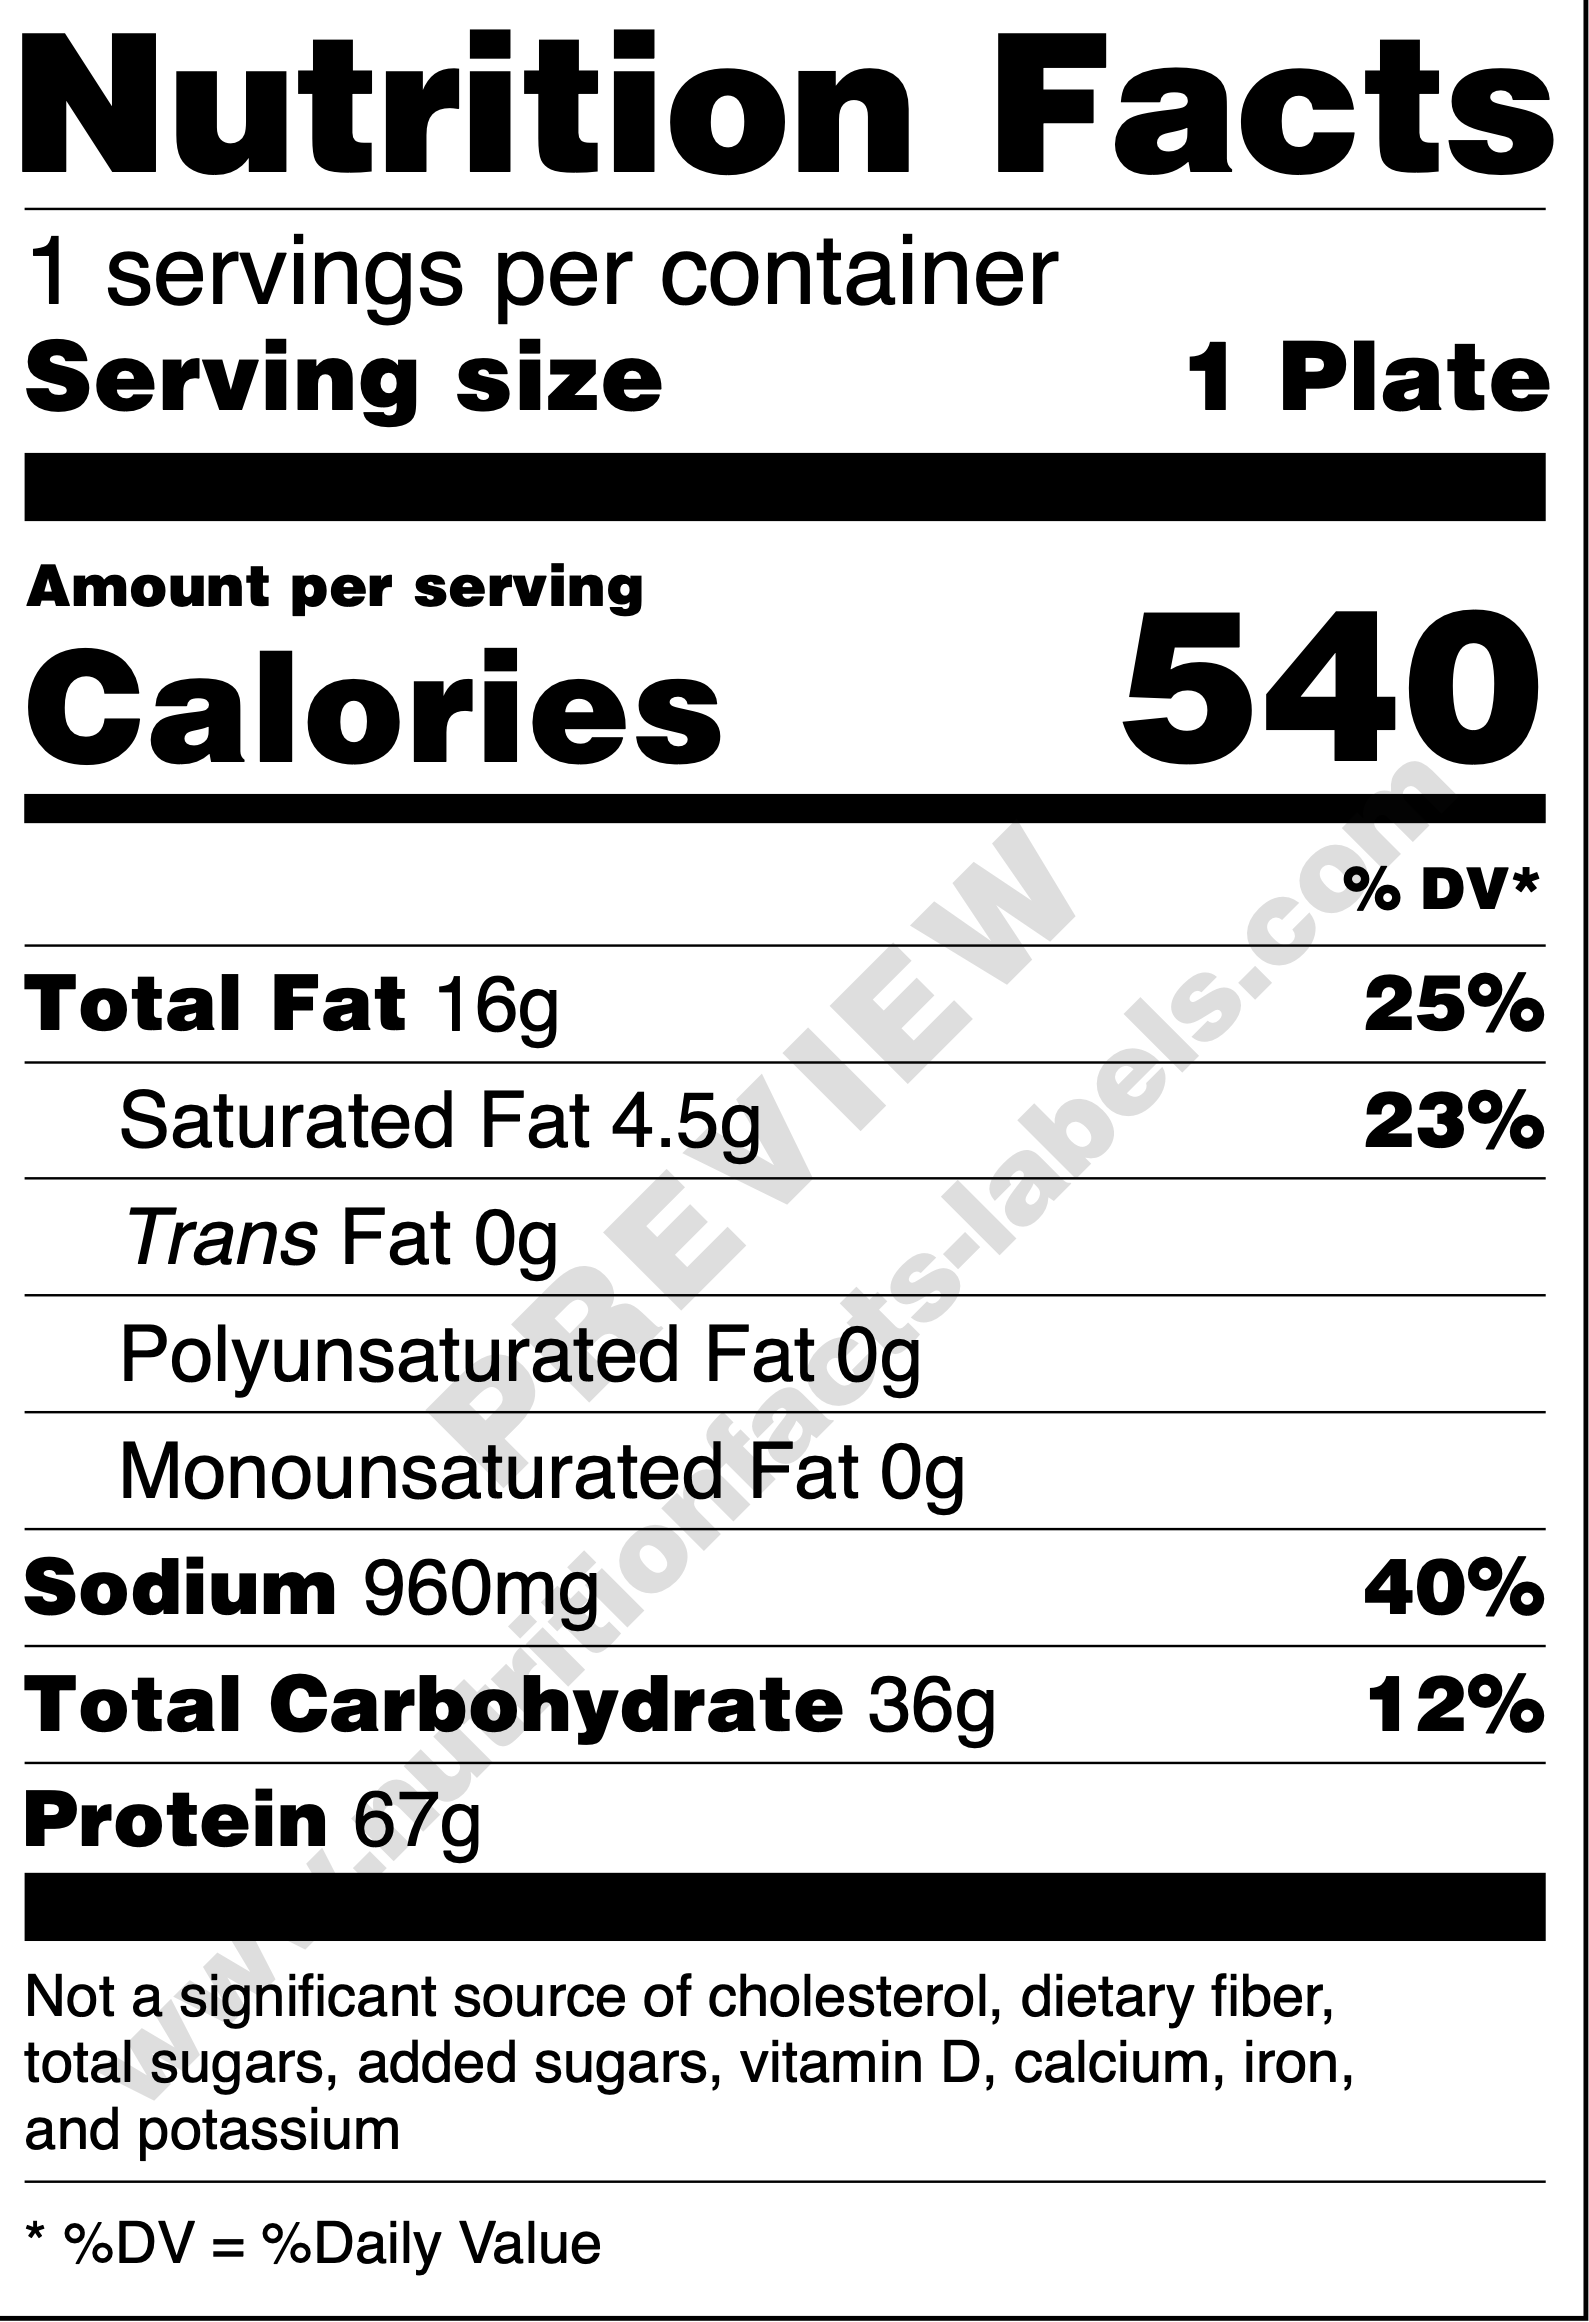 Nutrition Facts
1 servings per container
Serving size 1 Plate
Amount per serving
Calories 540
% DV*
Total Fat 16g 25%
Saturated Fat 4.5g 23%
Trans Fat 0g
Polyunsaturated Fat 0g
Monounsaturated Fat 0g
Sodium 960mg 40%
Total Carbohydrate 36g 12%
Protein 67g
Not a significant source of cholesterol, dietary fiber,
total sugars, added sugars, vitamin D, calcium, iron,
and potassium
* %DV = %Daily Value
PREVIEW
www.nutritionfacts-labels.com